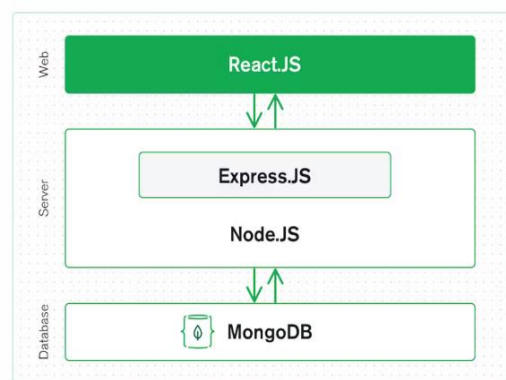 Web
React.JS
Server
Express.JS
Node.JS
Database
MongoDB